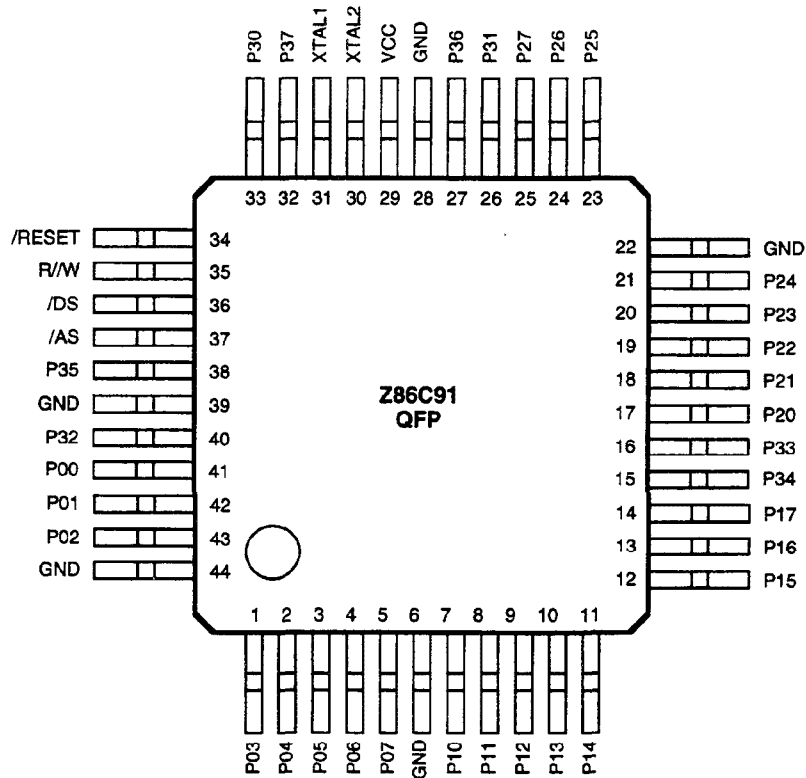 P30 P37 XTAL1 XTAL2 VCC GND P36 P31 P27 P26 P25
33 32 31 30 29 28 27 26 25 24 23
/RESET 34
R//W 35
/DS 36
/AS 37
P35 38
GND 39
P32 40
P00 41
P01 42
P02 43
GND 44
Z86C91
QFP
22 GND
21 P24
20 P23
19 P22
18 P21
17 P20
16 P33
15 P34
14 P17
13 P16
12 P15
1 2 3 4 5 6 7 8 9 10 11
P03 P04 P05 P06 P07 GND P10 P11 P12 P13 P14